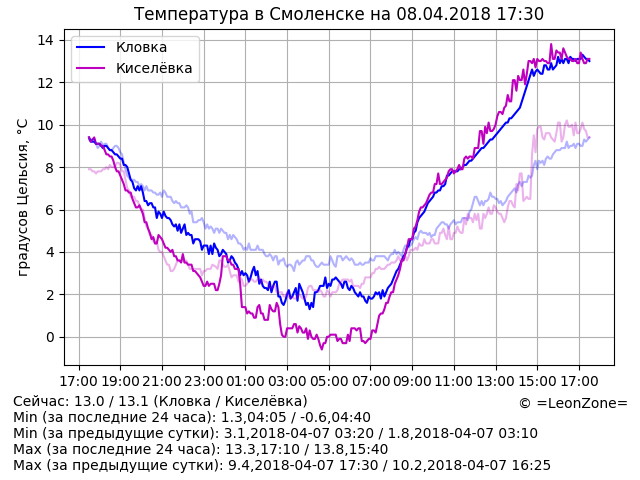 Температура в Смоленске на 08.04.2018 17:30
Кловка
Киселёвка
градусов Цельсия, °C
14
12
10
8
6
4
2
0
17:00 19:00 21:00 23:00 01:00 03:00 05:00 07:00 09:00 11:00 13:00 15:00 17:00
Сейчас: 13.0 / 13.1 (Кловка / Киселёвка)
© =LeonZone=
Min (за последние 24 часа): 1.3,04:05 / -0.6,04:40
Min (за предыдущие сутки): 3.1,2018-04-07 03:20 / 1.8,2018-04-07 03:10
Max (за последние 24 часа): 13.3,17:10 / 13.8,15:40
Max (за предыдущие сутки): 9.4,2018-04-07 17:30 / 10.2,2018-04-07 16:25